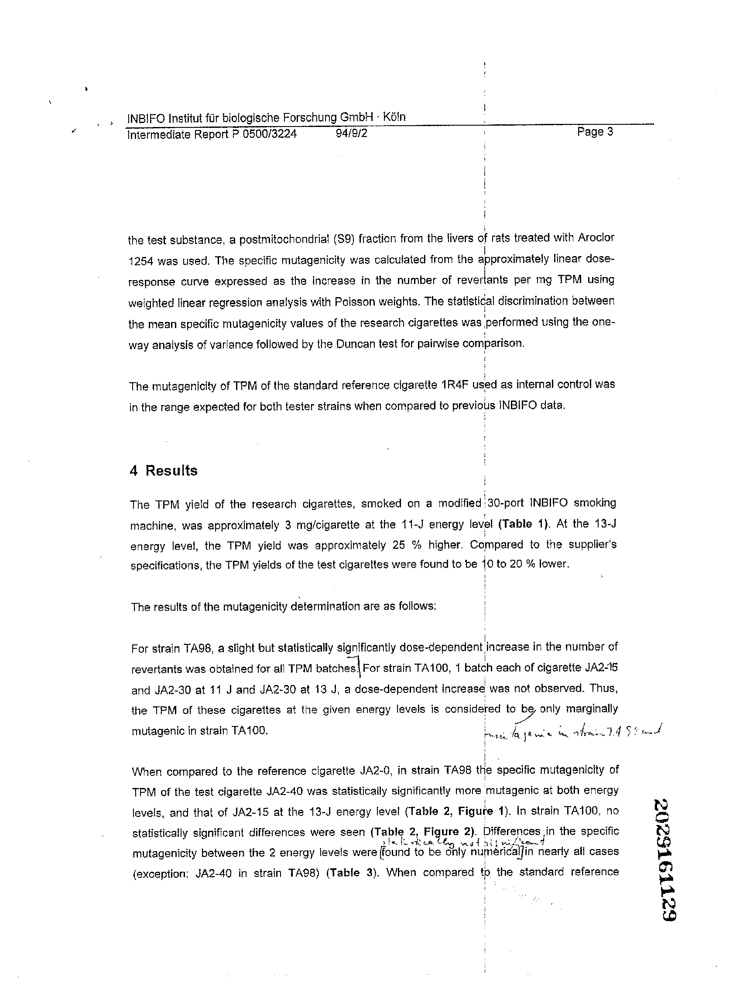 INBIFO Institut für biologische Forschung GmbH · Köln
Intermediate Report P 0500/3224 94/9/2 Page 3
the test substance, a postmitochondrial (S9) fraction from the livers of rats treated with Aroclor
1254 was used. The specific mutagenicity was calculated from the approximately linear dose-
response curve expressed as the increase in the number of revertants per mg TPM using
weighted linear regression analysis with Poisson weights. The statistical discrimination between
the mean specific mutagenicity values of the research cigarettes was performed using the one-
way analysis of variance followed by the Duncan test for pairwise comparison.
The mutagenicity of TPM of the standard reference cigarette 1R4F used as internal control was
in the range expected for both tester strains when compared to previous INBIFO data.
4 Results
The TPM yield of the research cigarettes, smoked on a modified 30-port INBIFO smoking
machine, was approximately 3 mg/cigarette at the 11-J energy level (Table 1). At the 13-J
energy level, the TPM yield was approximately 25 % higher. Compared to the supplier's
specifications, the TPM yields of the test cigarettes were found to be 10 to 20 % lower.
The results of the mutagenicity determination are as follows:
For strain TA98, a slight but statistically significantly dose-dependent increase in the number of
revertants was obtained for all TPM batches. For strain TA100, 1 batch each of cigarette JA2-15
and JA2-30 at 11 J and JA2-30 at 13 J, a dose-dependent increase was not observed. Thus,
the TPM of these cigarettes at the given energy levels is considered to be only marginally
mutagenic in strain TA100.
mutagenic in strain TA98 and
When compared to the reference cigarette JA2-0, in strain TA98 the specific mutagenicity of
TPM of the test cigarette JA2-40 was statistically significantly more mutagenic at both energy
levels, and that of JA2-15 at the 13-J energy level (Table 2, Figure 1). In strain TA100, no
statistically significant differences were seen (Table 2, Figure 2). Differences in the specific
statistically not significant
mutagenicity between the 2 energy levels were found to be only numerical in nearly all cases
(exception: JA2-40 in strain TA98) (Table 3). When compared to the standard reference
2029161129